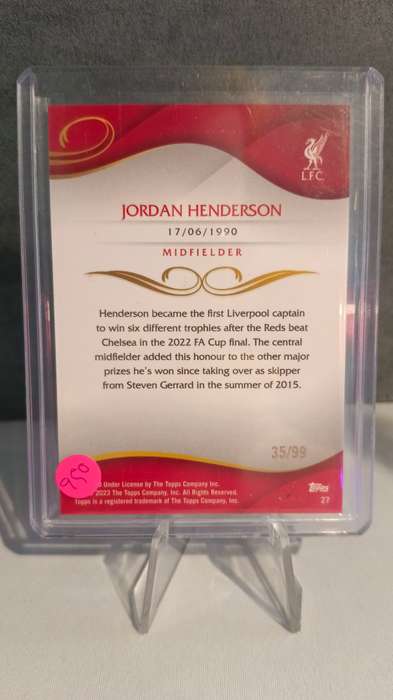 L.F.C.
JORDAN HENDERSON
17/06/1990
MIDFIELDER
Henderson became the first Liverpool captain
to win six different trophies after the Reds beat
Chelsea in the 2022 FA Cup final. The central
midfielder added this honour to the other major
prizes he's won since taking over as skipper
from Steven Gerrard in the summer of 2015.
35/99
950
Under License by The Topps Company Inc.
2023 The Topps Company, Inc. All Rights Reserved.
Topps is a registered trademark of The Topps Company, Inc.
Topps
27